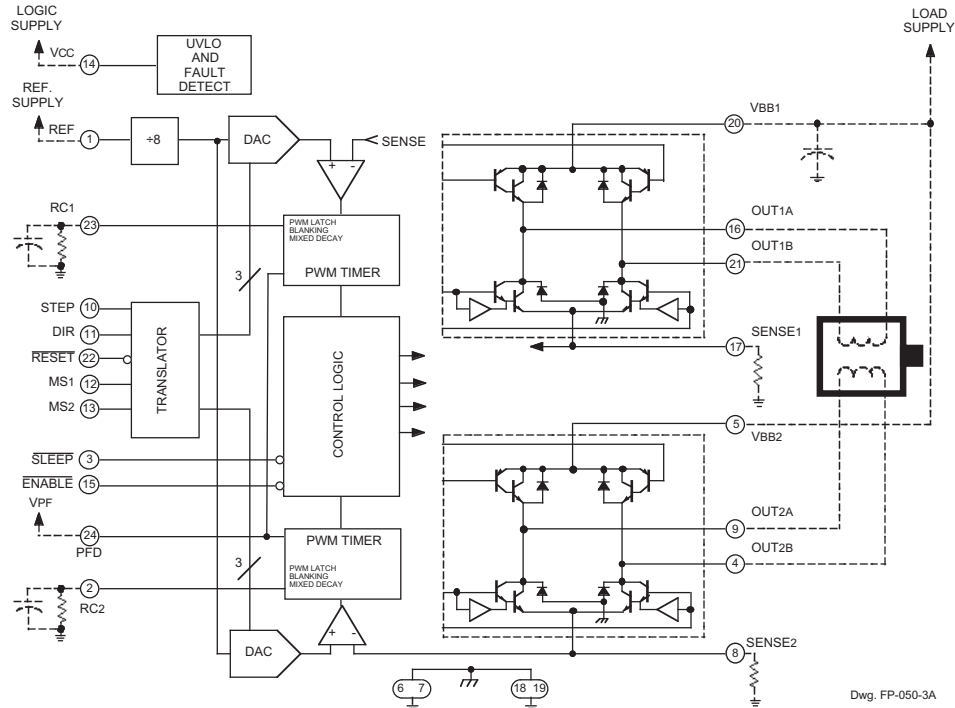 LOGIC
SUPPLY
LOAD
SUPPLY
VCC
14
UVLO
AND
FAULT
DETECT
REF.
SUPPLY
REF
1
÷8
DAC
SENSE
+ -
VBB1
20
RC1
23
PWM LATCH
BLANKING
MIXED DECAY
PWM TIMER
3
OUT1A
16
OUT1B
21
STEP 10
DIR 11
RESET 22
MS1 12
MS2 13
TRANSLATOR
CONTROL LOGIC
SENSE1
17
SLEEP 3
ENABLE 15
5
VBB2
VPF
24
PFD
PWM TIMER
PWM LATCH
BLANKING
MIXED DECAY
3
2
RC2
OUT2A
9
OUT2B
4
DAC
+ -
SENSE2
8
6 7
18 19
Dwg. FP-050-3A